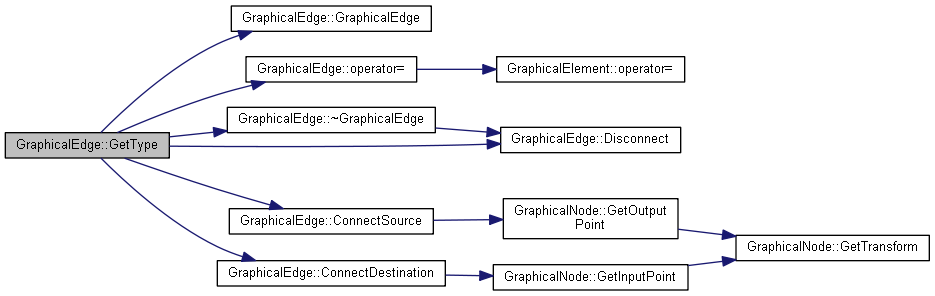 GraphicalEdge::GraphicalEdge
GraphicalEdge::operator=
GraphicalElement::operator=
GraphicalEdge::~GraphicalEdge
GraphicalEdge::GetType
GraphicalEdge::Disconnect
GraphicalEdge::ConnectSource
GraphicalNode::GetOutput
Point
GraphicalNode::GetTransform
GraphicalEdge::ConnectDestination
GraphicalNode::GetInputPoint